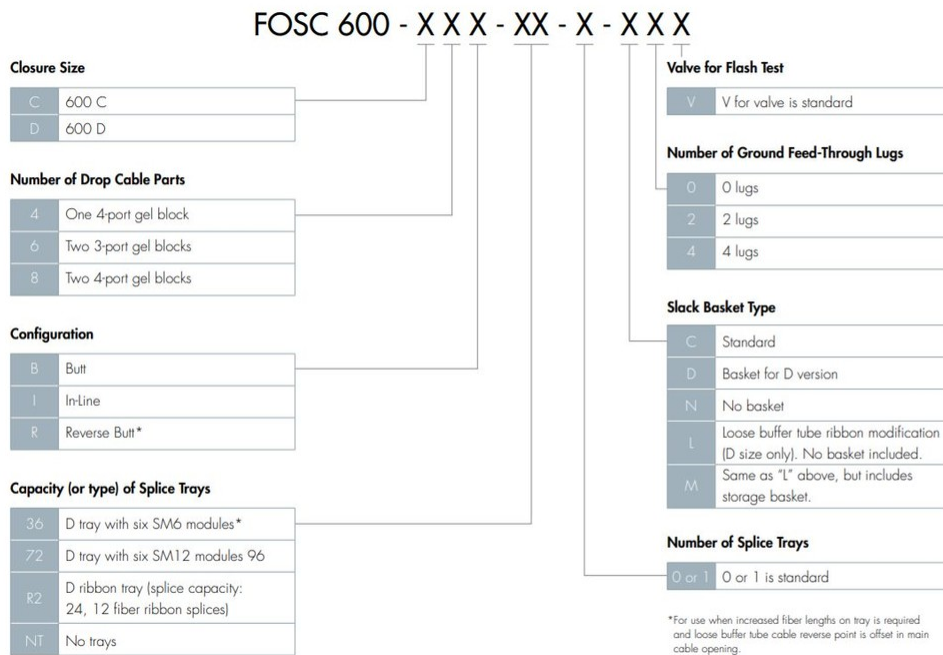 FOSC 600 - X X X - XX - X - X X X
Closure Size
C 600 C
D 600 D
Number of Drop Cable Parts
4 One 4-port gel block
6 Two 3-port gel blocks
8 Two 4-port gel blocks
Configuration
B Butt
I In-Line
R Reverse Butt*
Capacity (or type) of Splice Trays
36 D tray with six SM6 modules*
72 D tray with six SM12 modules 96
R2 D ribbon tray (splice capacity:
24, 12 fiber ribbon splices)
NT No trays
Valve for Flash Test
V V for valve is standard
Number of Ground Feed-Through Lugs
0 0 lugs
2 2 lugs
4 4 lugs
Slack Basket Type
C Standard
D Basket for D version
N No basket
L Loose buffer tube ribbon modification
(D size only). No basket included.
M Same as "L" above, but includes
storage basket.
Number of Splice Trays
0 or 1 0 or 1 is standard
*For use when increased fiber lengths on tray is required
and loose buffer tube cable reverse point is offset in main
cable opening.